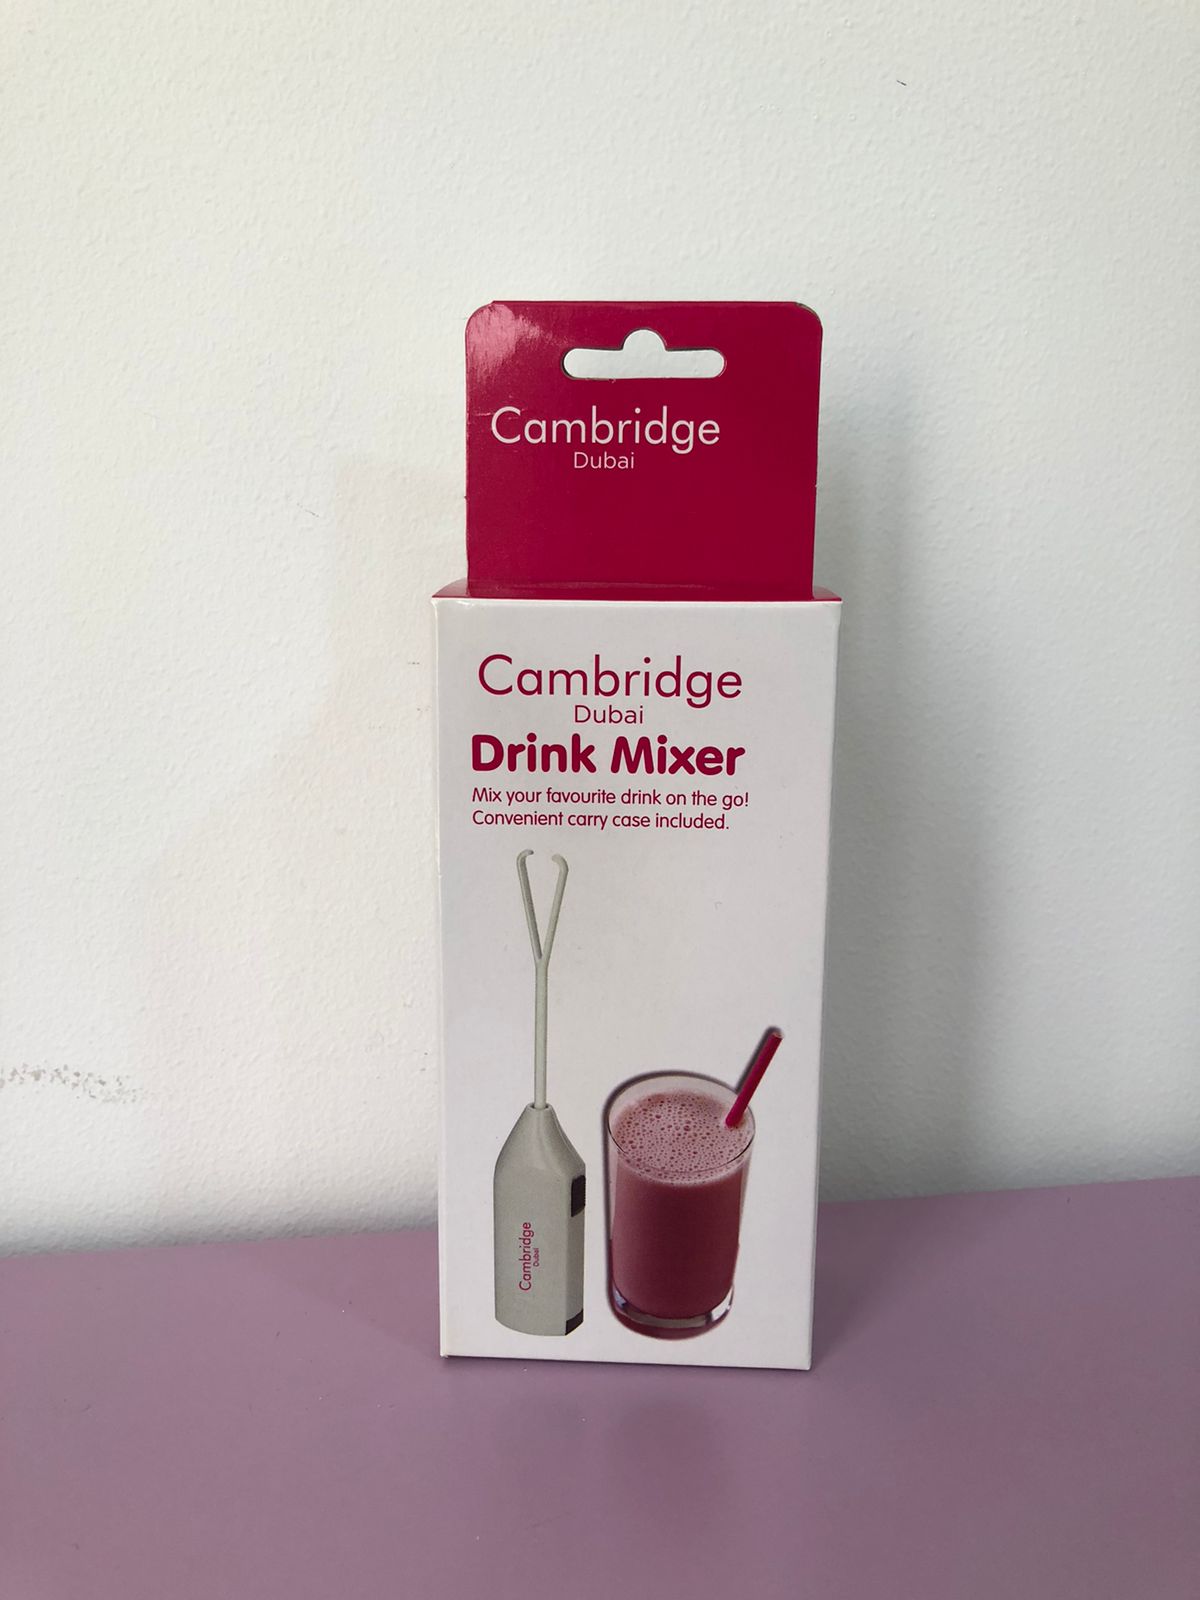 Cambridge
Dubai
Cambridge
Dubai
Drink Mixer
Mix your favourite drink on the go!
Convenient carry case included.
Cambridge
Dubai